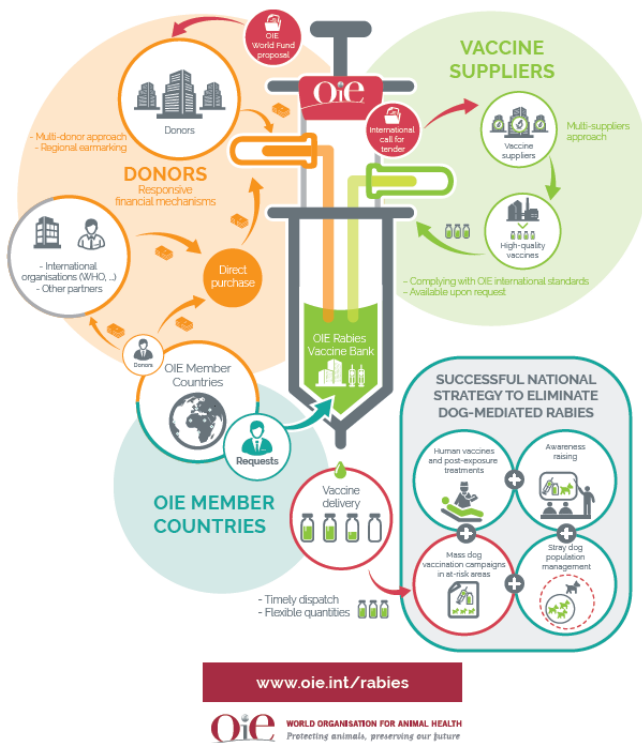 OIE
World Fund
proposal
OiE
Donors
- Multi-donor approach
- Regional earmarking
DONORS
Responsive
financial mechanisms
- International
organisations (WHO, ...)
- Other partners
Direct
purchase
Donors
OIE Member
Countries
Requests
OIE MEMBER
COUNTRIES
VACCINE
SUPPLIERS
International
call for
tender
Vaccine
suppliers
Multi-suppliers
approach
High-quality
vaccines
- Complying with OIE international standards
- Available upon request
OIE Rabies
Vaccine Bank
Vaccine
delivery
- Timely dispatch
- Flexible quantities
SUCCESSFUL NATIONAL
STRATEGY TO ELIMINATE
DOG-MEDIATED RABIES
Human vaccines
and post-exposure
treatments
Awareness
raising
Mass dog
vaccination campaigns
in at-risk areas
Stray dog
population
management
www.oie.int/rabies
OiE
WORLD ORGANISATION FOR ANIMAL HEALTH
Protecting animals, preserving our future